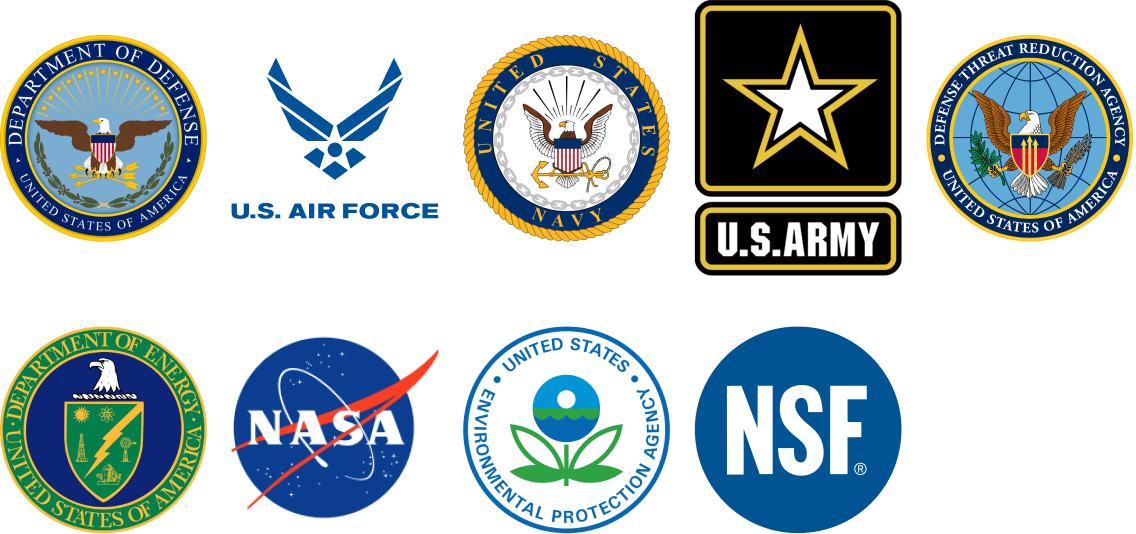 DEPARTMENT OF DEFENSE
UNITED STATES OF AMERICA
U.S. AIR FORCE
UNITED STATES
NAVY
U.S.ARMY
DEFENSE THREAT REDUCTION AGENCY
UNITED STATES OF AMERICA
DEPARTMENT OF ENERGY
UNITED STATES OF AMERICA
NASA
UNITED STATES
ENVIRONMENTAL PROTECTION AGENCY
NSF®